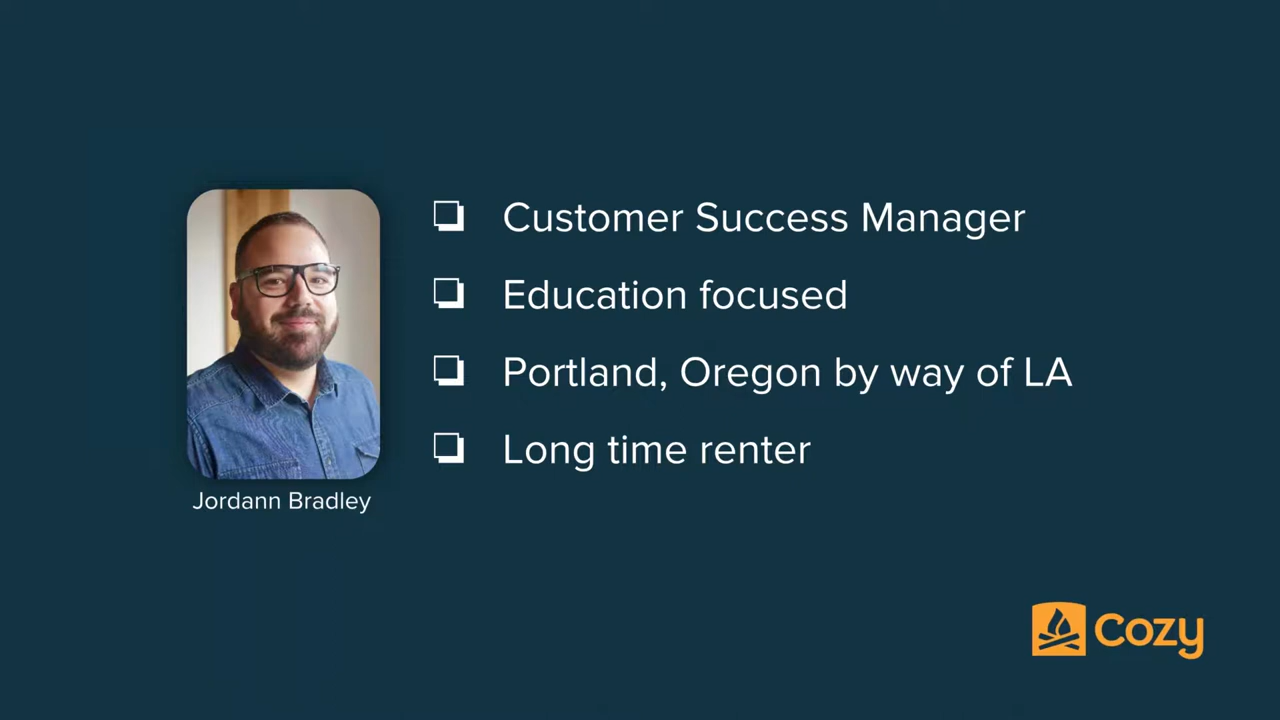 Customer Success Manager
Education focused
Portland, Oregon by way of LA
Long time renter
Jordann Bradley
Cozy